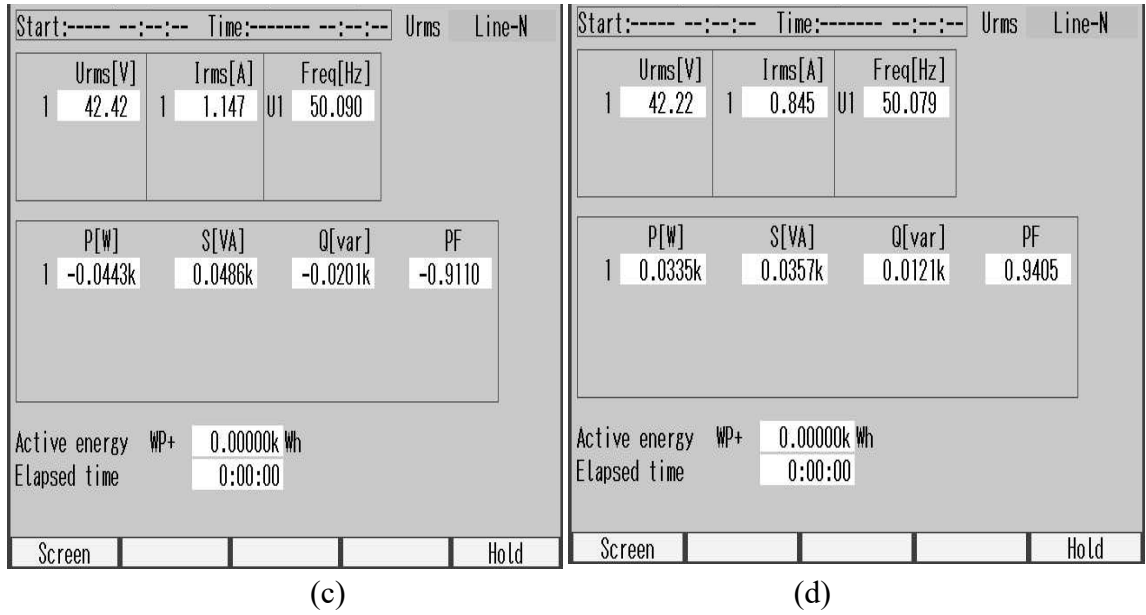 Start:----- --:--:-- Time:------- --:--:-- Urms Line-N
Urms[V] Irms[A] Freq[Hz]
1 42.42 1 1.147 U1 50.090
P[W] S[VA] Q[var] PF
1 -0.0443k 0.0486k -0.0201k -0.9110
Active energy WP+ 0.00000k Wh
Elapsed time 0:00:00
Screen Hold
(c)
Start:----- --:--:-- Time:------- --:--:-- Urms Line-N
Urms[V] Irms[A] Freq[Hz]
1 42.22 1 0.845 U1 50.079
P[W] S[VA] Q[var] PF
1 0.0335k 0.0357k 0.0121k 0.9405
Active energy WP+ 0.00000k Wh
Elapsed time 0:00:00
Screen Hold
(d)